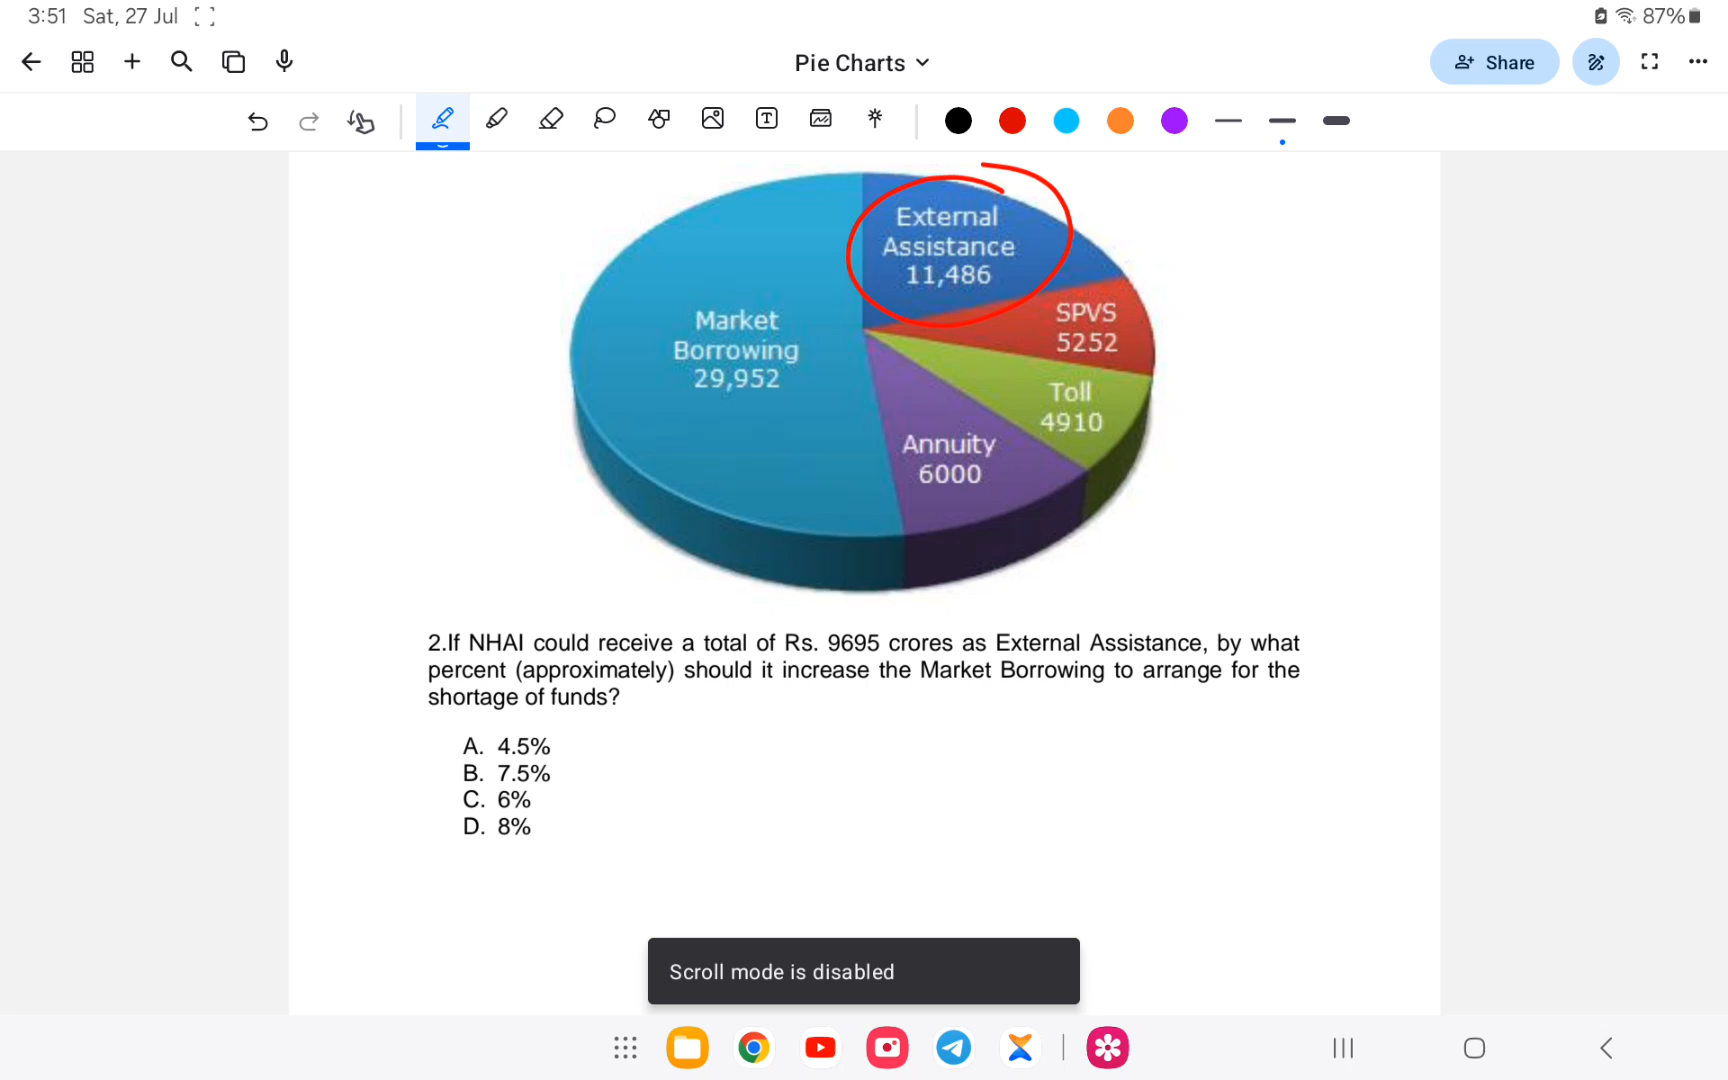 3:51 Sat, 27 Jul
87%
Pie Charts
Share
External
Assistance
11,486
SPVS
5252
Market
Borrowing
29,952
Toll
4910
Annuity
6000
2.If NHAI could receive a total of Rs. 9695 crores as External Assistance, by what
percent (approximately) should it increase the Market Borrowing to arrange for the
shortage of funds?
A. 4.5%
B. 7.5%
C. 6%
D. 8%
Scroll mode is disabled